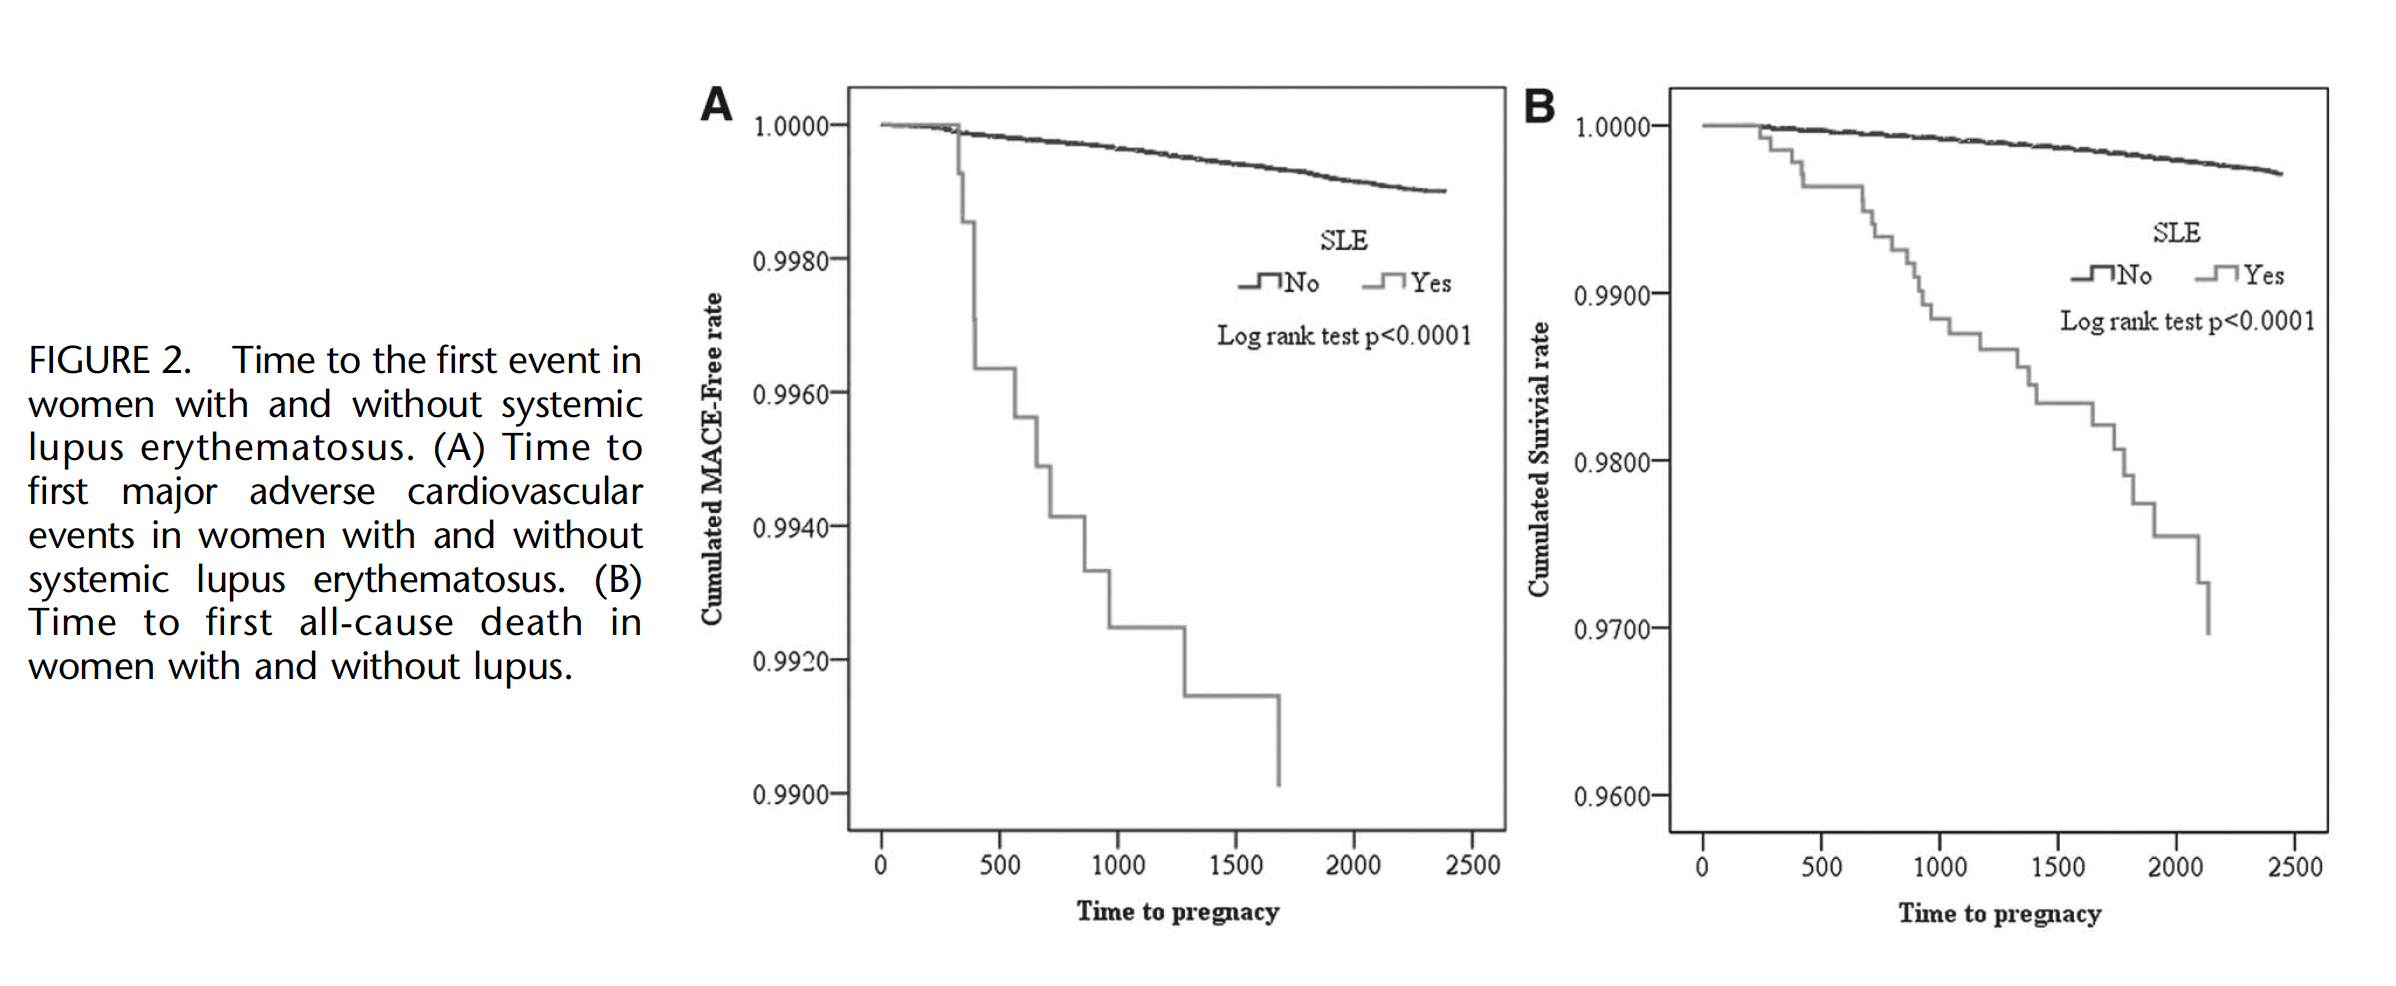 FIGURE 2. Time to the first event in
women with and without systemic
lupus erythematosus. (A) Time to
first major adverse cardiovascular
events in women with and without
systemic lupus erythematosus. (B)
Time to first all-cause death in
women with and without lupus.
A
Cumulated MACE-Free rate
1.0000
0.9980
0.9960
0.9940
0.9920
0.9900
SLE
No Yes
Log rank test p<0.0001
0 500 1000 1500 2000 2500
Time to pregnacy
B
Cumulated Surivial rate
1.0000
0.9900
0.9800
0.9700
0.9600
SLE
No Yes
Log rank test p<0.0001
0 500 1000 1500 2000 2500
Time to pregnacy